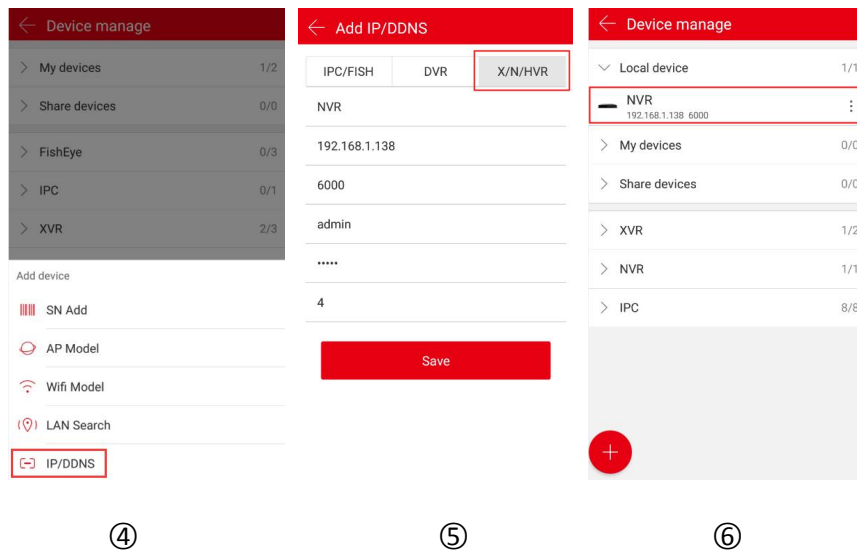 Device manage
My devices 1/2
Share devices 0/0
FishEye 0/3
IPC 0/1
XVR 2/3
Add device
SN Add
AP Model
Wifi Model
LAN Search
IP/DDNS
④
Add IP/DDNS
IPC/FISH DVR X/N/HVR
NVR
192.168.1.138
6000
admin
•••••
4
Save
⑤
Device manage
Local device 1/1
NVR
192.168.1.138 6000
My devices 0/0
Share devices 0/0
XVR 1/2
NVR 1/1
IPC 8/8
⑥